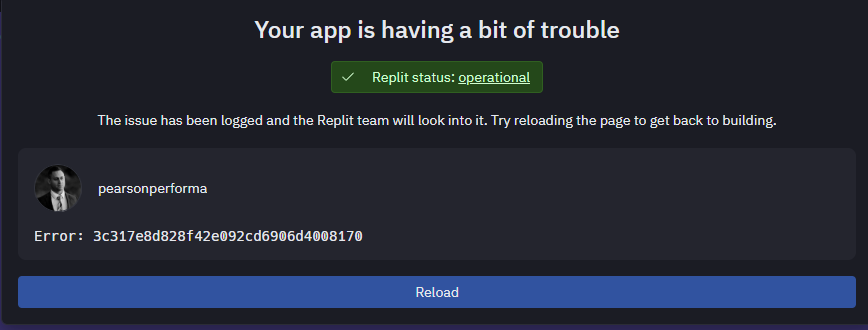 Your app is having a bit of trouble
Replit status: operational
The issue has been logged and the Replit team will look into it. Try reloading the page to get back to building.
pearsonperforma
Error: 3c317e8d828f42e092cd6906d4008170
Reload